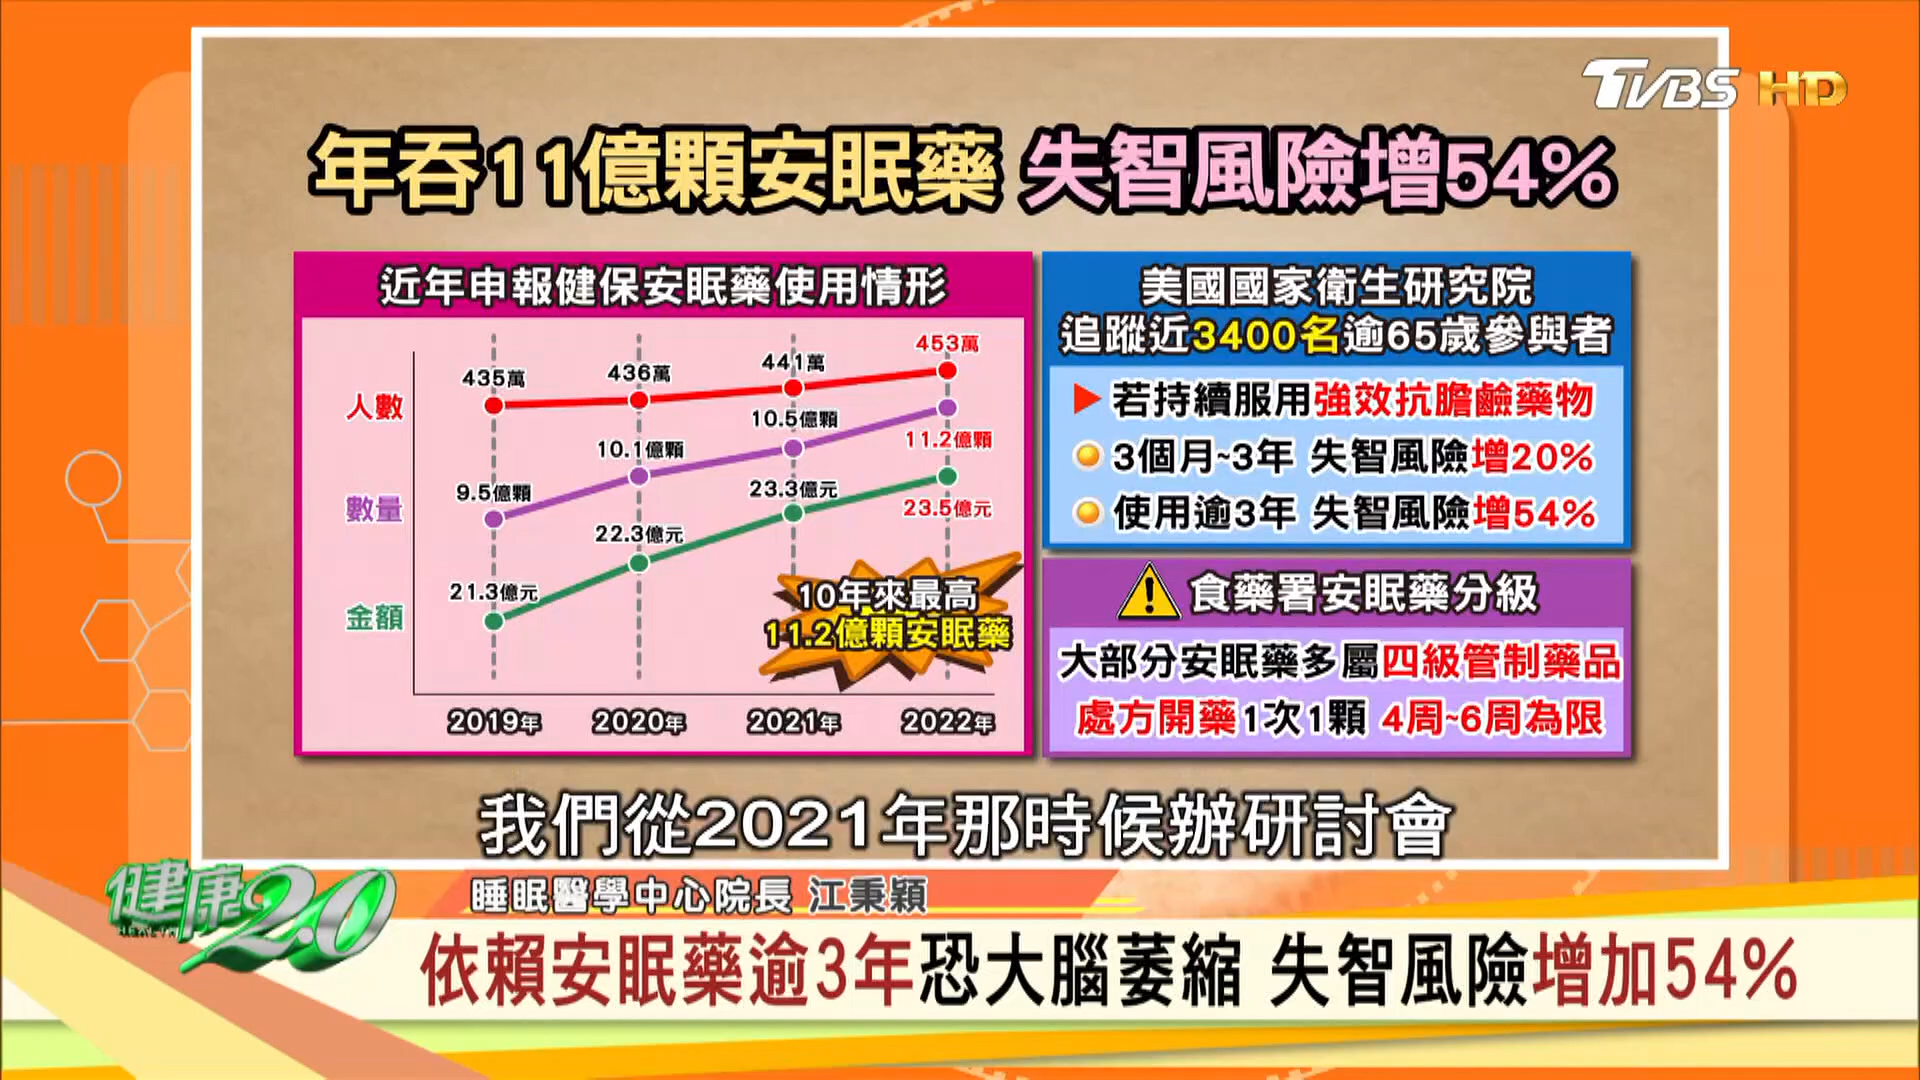 TVBS HD
年吞11億顆安眠藥 失智風險增54%
近年申報健保安眠藥使用情形
人數
435萬
436萬
441萬
453萬
數量
9.5億顆
10.1億顆
10.5億顆
11.2億顆
金額
21.3億元
22.3億元
23.3億元
23.5億元
10年來最高
11.2億顆安眠藥
2019年
2020年
2021年
2022年
美國國家衛生研究院
追蹤近3400名逾65歲參與者
若持續服用強效抗膽鹼藥物
3個月~3年 失智風險增20%
使用逾3年 失智風險增54%
食藥署安眠藥分級
大部分安眠藥多屬四級管制藥品
處方開藥1次1顆 4周~6周為限
我們從2021年那時候辦研討會
健康2.0
HEALTH
睡眠醫學中心院長 江秉穎
依賴安眠藥逾3年恐大腦萎縮 失智風險增加54%